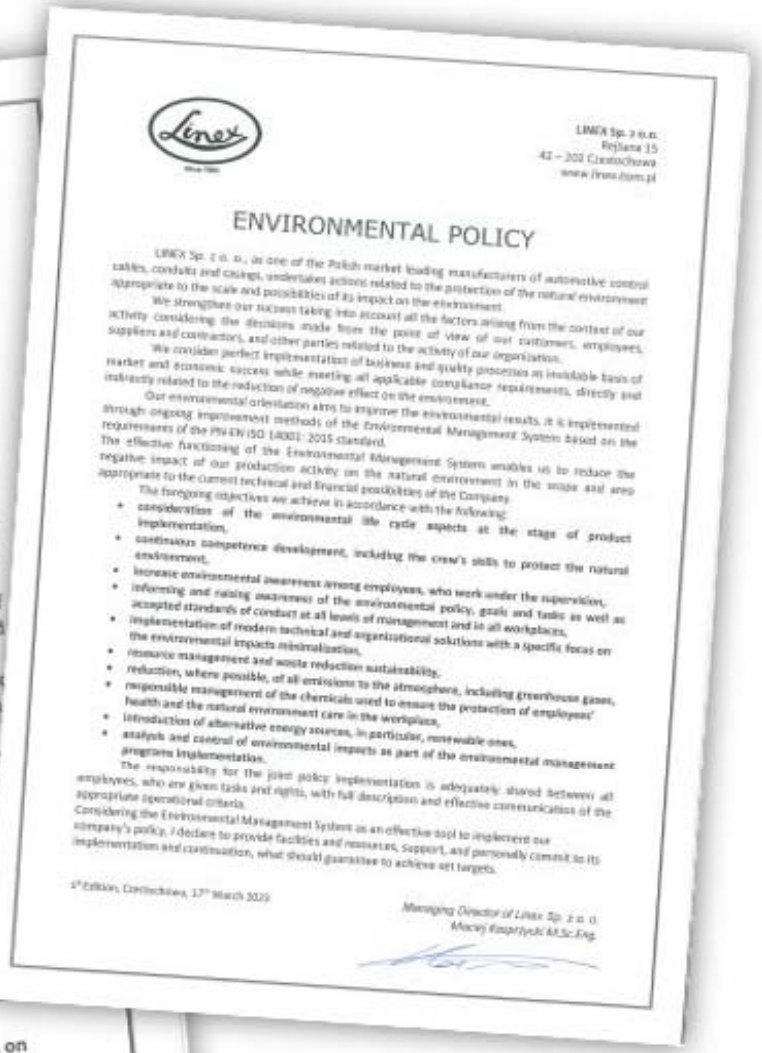 Linex
LINEX Sp. z o.o.
Rejtana 15
42 – 202 Czestochowa
www.linex.com.pl
ENVIRONMENTAL POLICY
LINEX Sp. z o. o., as one of the Polish market leading manufacturers of automotive control
cables, conduits and casings, undertakes actions related to the protection of the natural environment
appropriate to the scale and possibilities of its impact on the environment.
We strengthen our success taking into account all the factors arising from the context of our
activity considering the decisions made from the point of view of our customers, employees,
suppliers and contractors, and other parties related to the activity of our organization.
We consider perfect implementation of business and quality processes as inviolable basis of
market and economic success while meeting all applicable compliance requirements, directly and
indirectly related to the reduction of negative effect on the environment.
Our environmental orientation aims to improve the environmental results. It is implemented
through ongoing improvement methods of the Environmental Management System based on the
requirements of the PN-EN ISO 14001: 2015 standard.
The effective functioning of the Environmental Management System enables us to reduce the
negative impact of our production activity on the natural environment in the scope and area
appropriate to the current technical and financial possibilities of the Company.
The foregoing objectives we achieve in accordance with the following:
• consideration of the environmental life cycle aspects at the stage of product
implementation,
• continuous competence development, including the crew's skills to protect the natural
environment,
• increase environmental awareness among employees, who work under the supervision,
• informing and raising awareness of the environmental policy, goals and tasks as well as
accepted standards of conduct at all levels of management and in all workplaces,
• implementation of modern technical and organizational solutions with a specific focus on
the environmental impacts minimalization,
• resource management and waste reduction sustainability,
• reduction, where possible, of all emissions to the atmosphere, including greenhouse gases,
• responsible management of the chemicals used to ensure the protection of employees'
health and the natural environment care in the workplace,
• introduction of alternative energy sources, in particular, renewable ones,
• analysis and control of environmental impacts as part of the environmental management
programs implementation.
The responsibility for the joint policy implementation is adequately shared between all
employees, who are given tasks and rights, with full description and effective communication of the
appropriate operational criteria.
Considering the Environmental Management System as an effective tool to implement our
company's policy, I declare to provide facilities and resources, support, and personally commit to its
implementation and continuation, what should guarantee to achieve set targets.
Edition, Czestochowa, 17th March 2023
Managing Director of Linex Sp. z o. o.
Maciej Kasprzycki M.Sc.Eng.
on